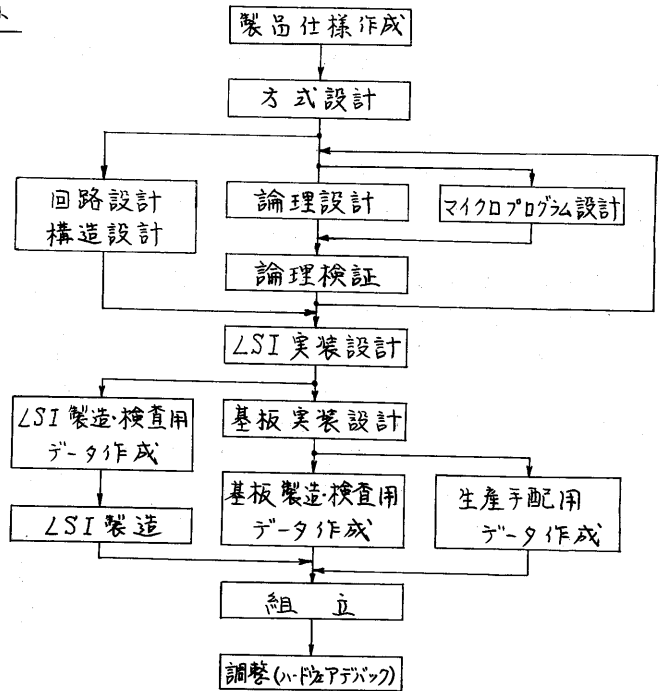 製品仕様作成
方式設計
回路設計
構造設計
論理設計
マイクロプログラム設計
論理検証
LSI実装設計
LSI製造・検査用
データ作成
基板実装設計
LSI製造
基板製造・検査用
データ作成
生産手配用
データ作成
組立
調整(ハードウェアデバック)